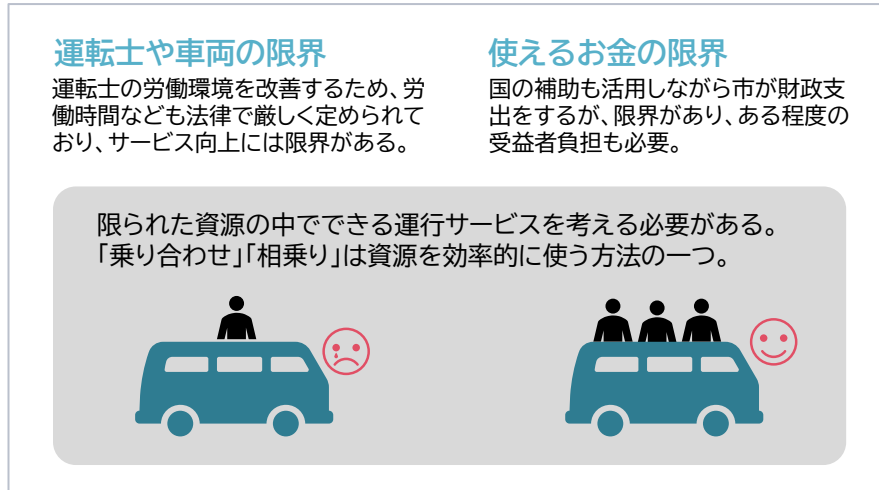 運転士や車両の限界
運転士の労働環境を改善するため、労
働時間なども法律で厳しく定められて
おり、サービス向上には限界がある。
使えるお金の限界
国の補助も活用しながら市が財政支
出をするが、限界があり、ある程度の
受益者負担も必要。
限られた資源の中でできる運行サービスを考える必要がある。
「乗り合わせ」「相乗り」は資源を効率的に使う方法の一つ。